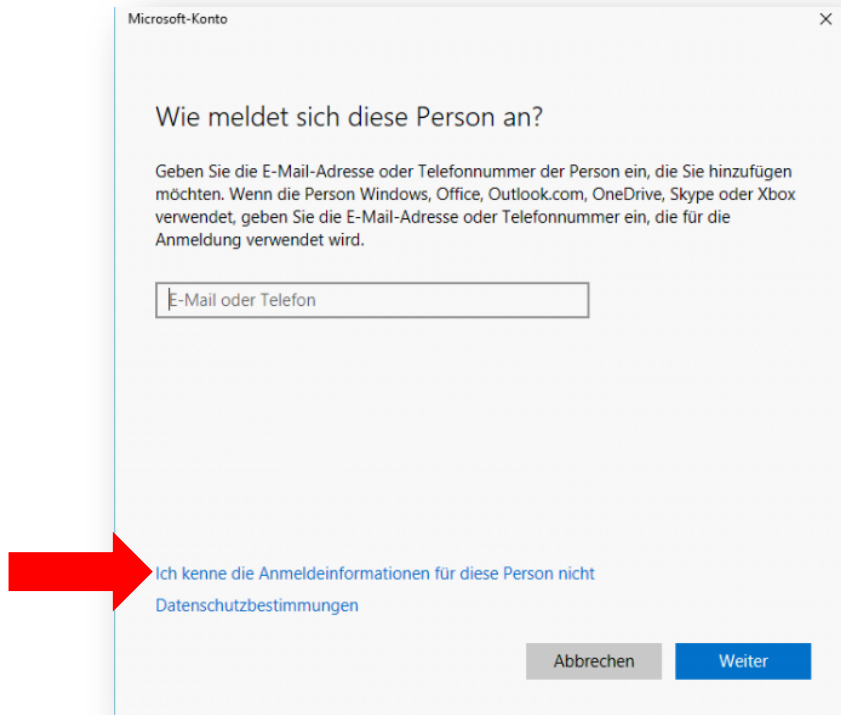 Microsoft-Konto
Wie meldet sich diese Person an?
Geben Sie die E-Mail-Adresse oder Telefonnummer der Person ein, die Sie hinzufügen
möchten. Wenn die Person Windows, Office, Outlook.com, OneDrive, Skype oder Xbox
verwendet, geben Sie die E-Mail-Adresse oder Telefonnummer ein, die für die
Anmeldung verwendet wird.
E-Mail oder Telefon
Ich kenne die Anmeldeinformationen für diese Person nicht
Datenschutzbestimmungen
Abbrechen Weiter